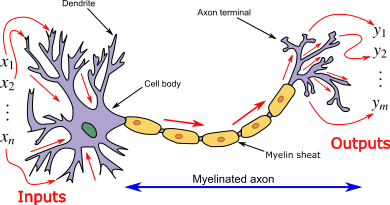 Dendrite
Axon terminal
x₁
x₂
⋮
xₙ
y₁
y₂
⋮
yₘ
Cell body
Myelin sheat
Inputs
Outputs
Myelinated axon